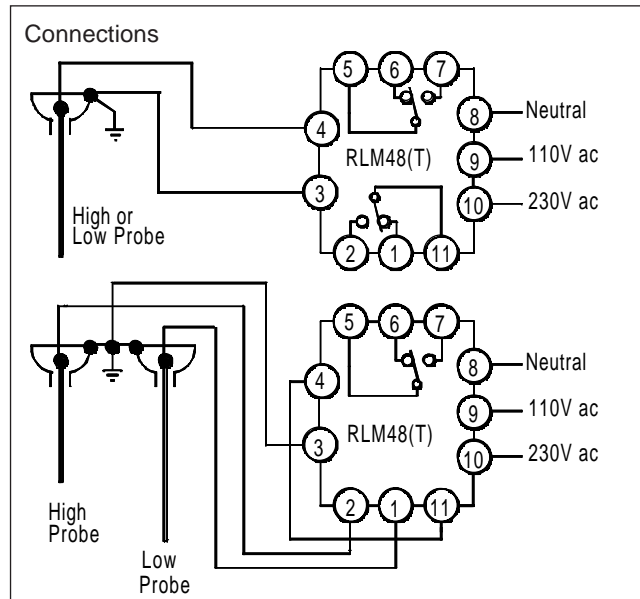 Connections
5 6 7
4
8 Neutral
RLM48(T)
9 110V ac
3
10 230V ac
High or
Low Probe
2 1 11
5 6 7
4
8 Neutral
9 110V ac
3
RLM48(T)
10 230V ac
2 1 11
High
Probe
Low
Probe